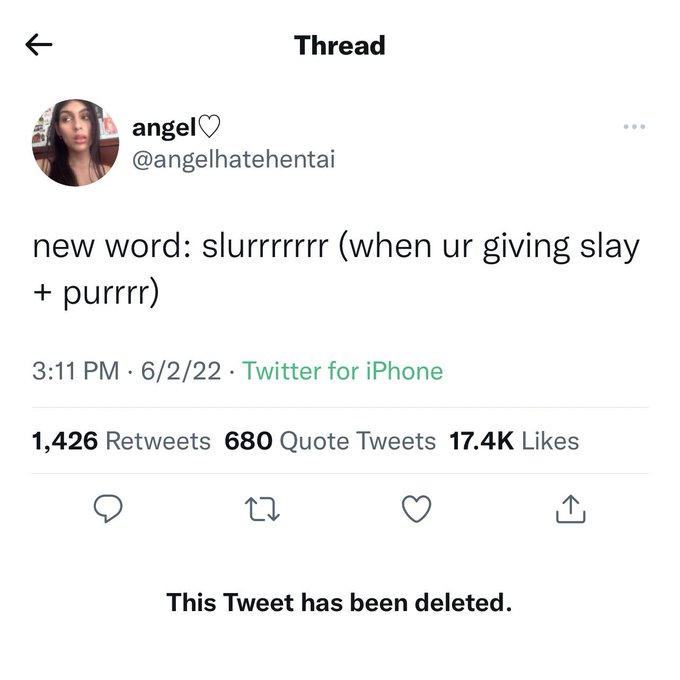 Thread
angel♡
@angelhatehentai
new word: slurrrrrrr (when ur giving slay
+ purrrr)
3:11 PM · 6/2/22 · Twitter for iPhone
1,426 Retweets 680 Quote Tweets 17.4K Likes
This Tweet has been deleted.